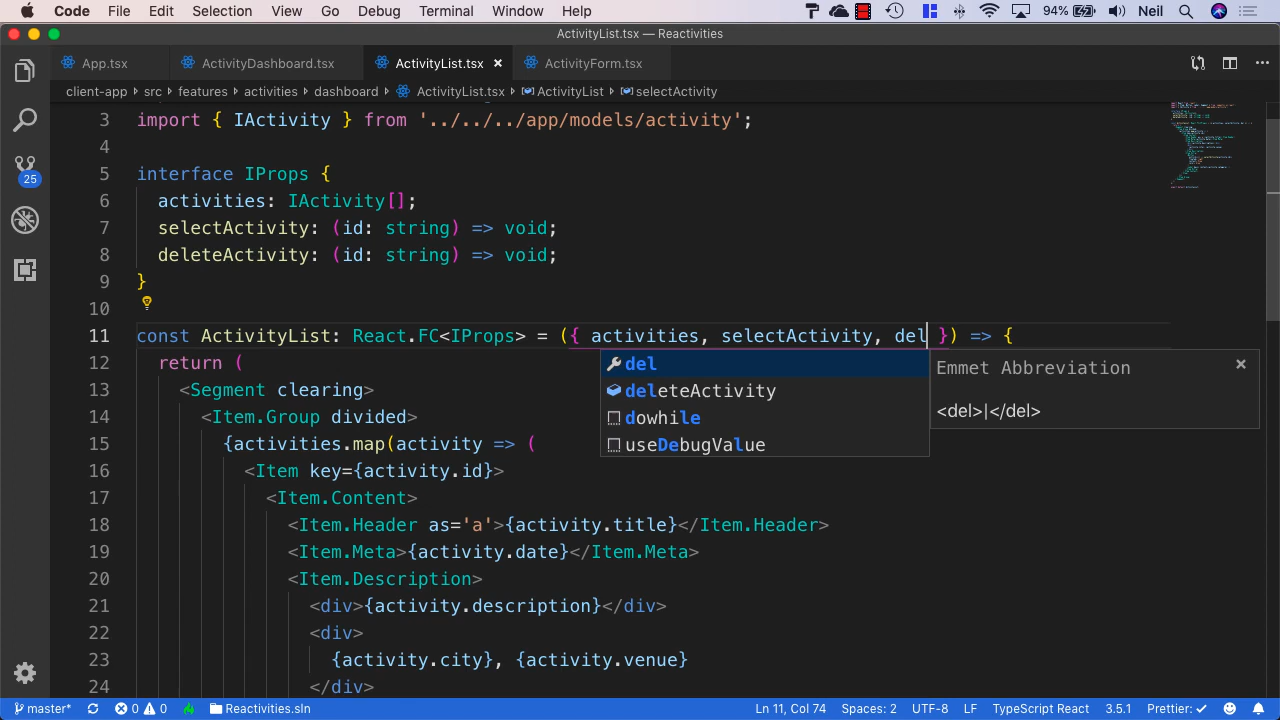 Code File Edit Selection View Go Debug Terminal Window Help 94% Neil
ActivityList.tsx — Reactivities
App.tsx ActivityDashboard.tsx ActivityList.tsx × ActivityForm.tsx
client-app › src › features › activities › dashboard › ActivityList.tsx › ActivityList › selectActivity
3 import { IActivity } from '../../../app/models/activity';
4
5 interface IProps {
6 activities: IActivity[];
7 selectActivity: (id: string) => void;
8 deleteActivity: (id: string) => void;
9 }
10
11 const ActivityList: React.FC<IProps> = ({ activities, selectActivity, del }) => {
del
Emmet Abbreviation ×
deleteActivity
<del>|</del>
dowhile
useDebugValue
12 return (
13 <Segment clearing>
14 <Item.Group divided>
15 {activities.map(activity => (
16 <Item key={activity.id}>
17 <Item.Content>
18 <Item.Header as='a'>{activity.title}</Item.Header>
19 <Item.Meta>{activity.date}</Item.Meta>
20 <Item.Description>
21 <div>{activity.description}</div>
22 <div>
23 {activity.city}, {activity.venue}
24 </div>
25
master* 0 0 Reactivities.sln Ln 11, Col 74 Spaces: 2 UTF-8 LF TypeScript React 3.5.1 Prettier: ✓